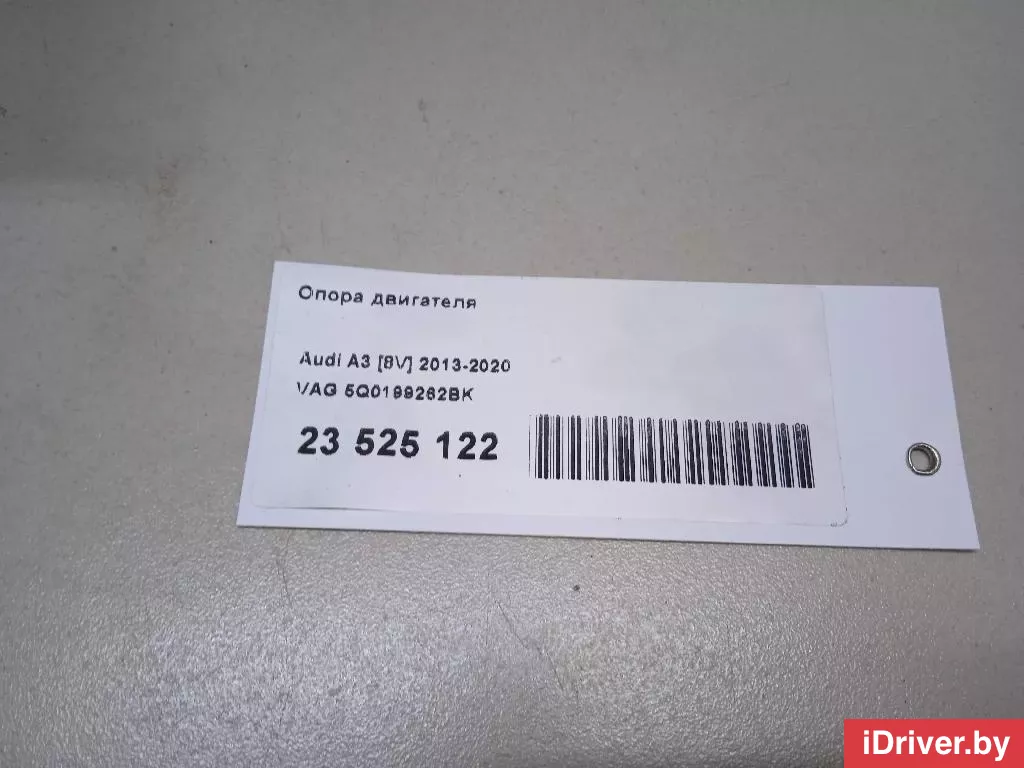 Опора двигателя
Audi A3 [8V] 2013-2020
VAG 5Q0199262BK
23 525 122
iDriver.by